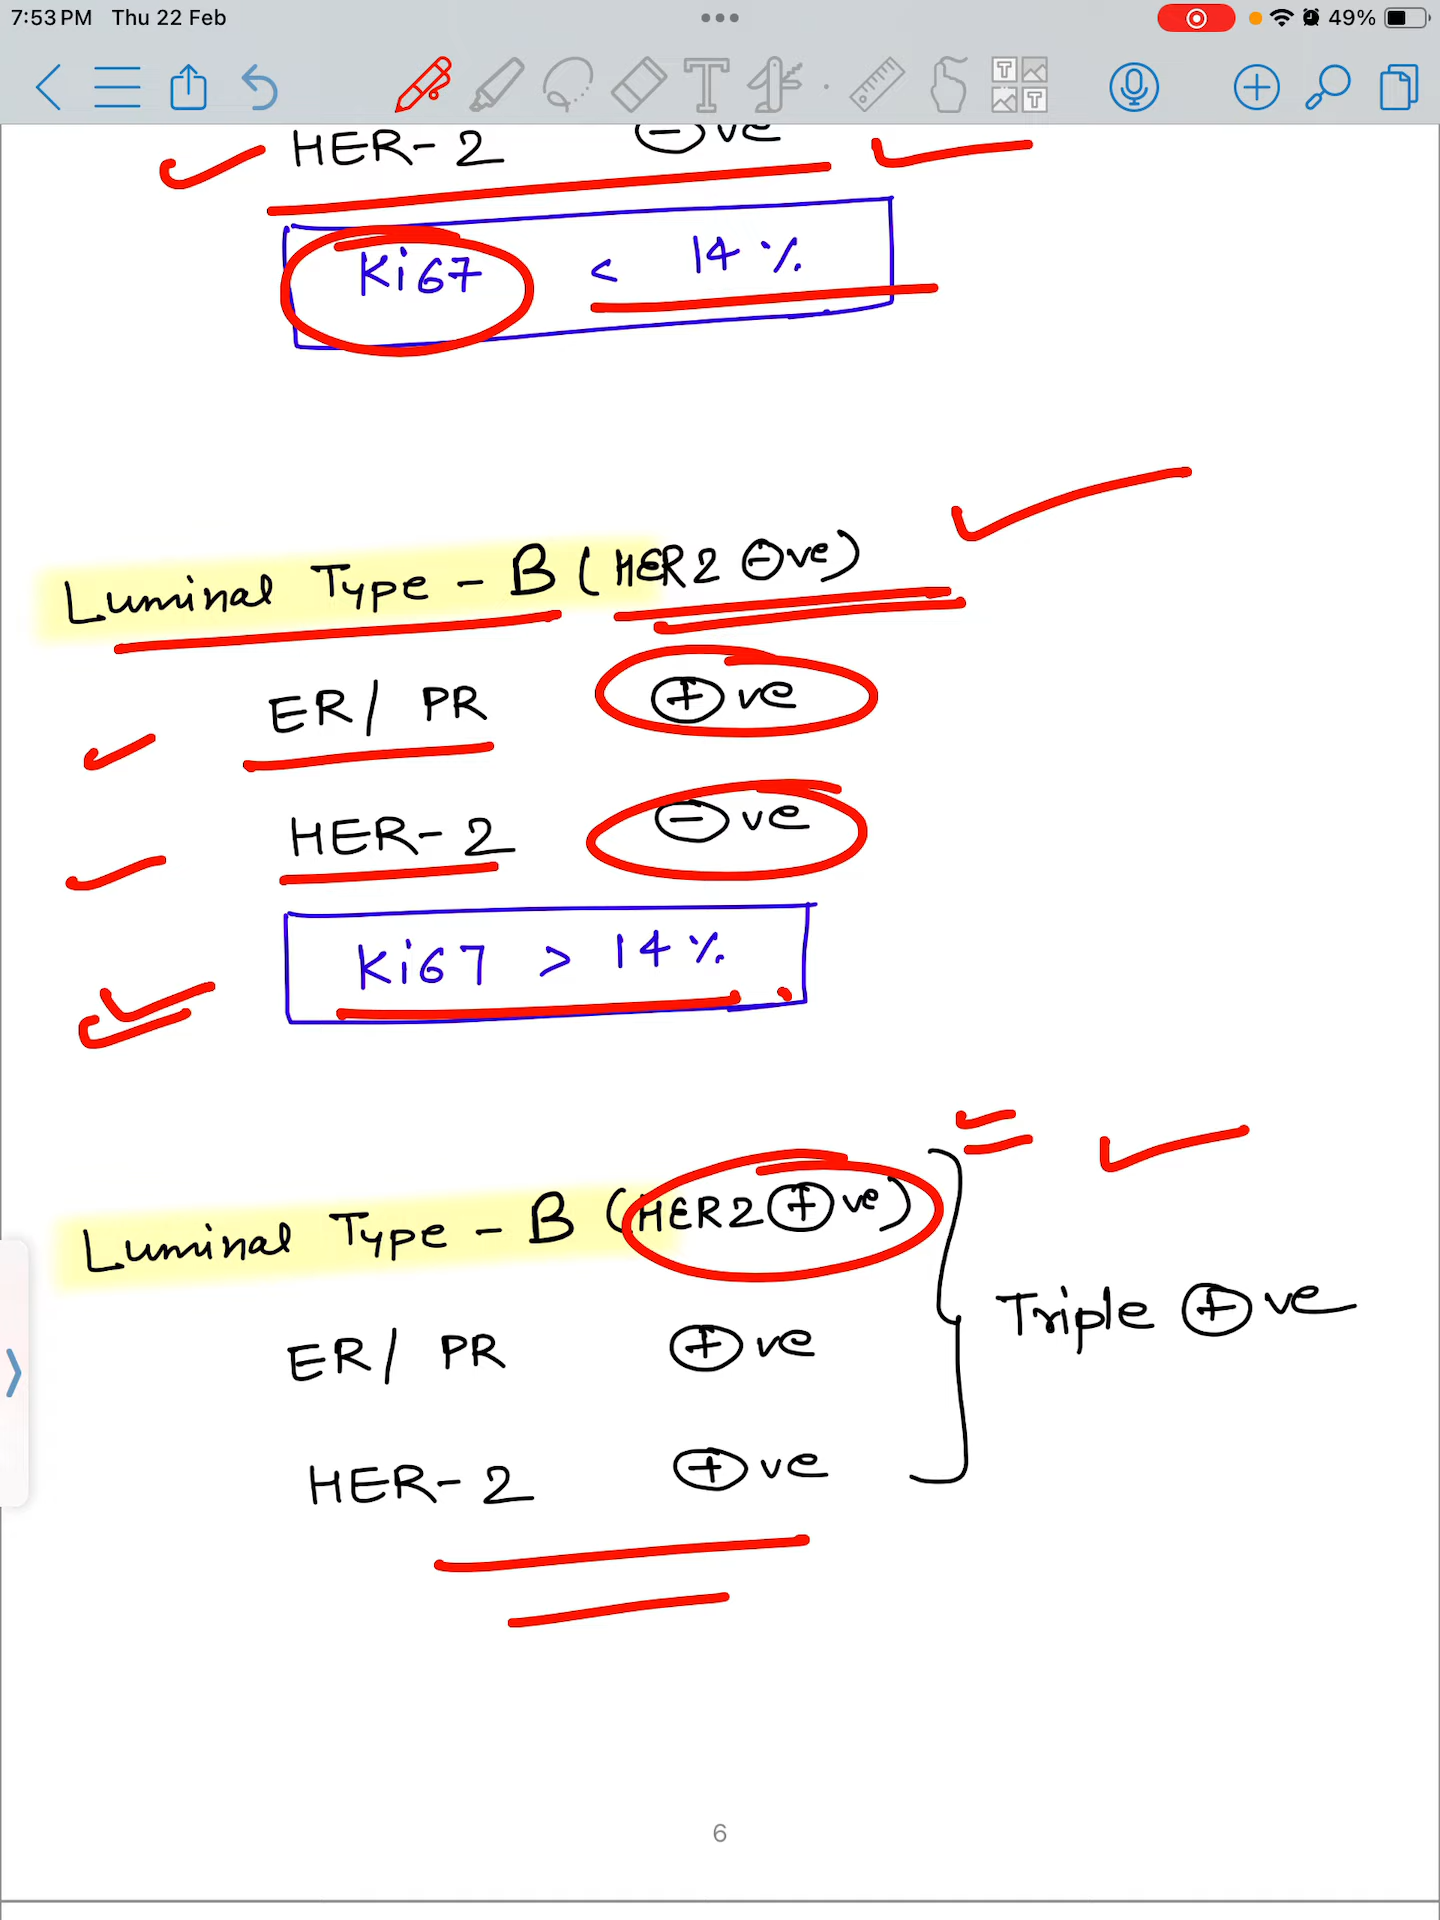 7:53 PM Thu 22 Feb 49%
HER-2 ⊖ve
Ki67 < 14 %
Luminal Type - B (HER2 ⊖ve)
ER/ PR ⊕ve
HER-2 ⊖ve
Ki67 > 14 %
Luminal Type - B (HER2 ⊕ve)
Triple ⊕ve
ER/ PR ⊕ve
HER-2 ⊕ve
6